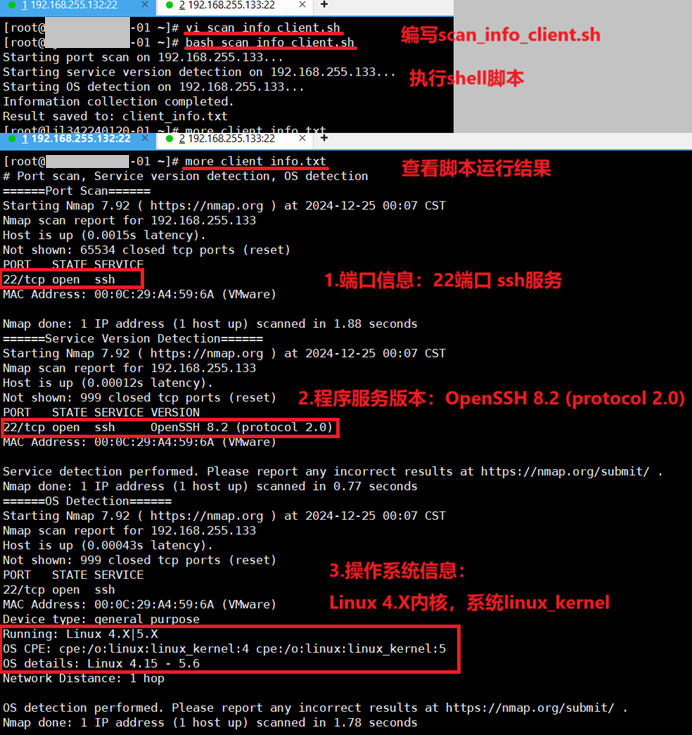 1 192.168.255.132:22 × 2 192.168.255.133:22 × +
[root@ -01 ~]# vi scan_info_client.sh
编写scan_info_client.sh
[root@ -01 ~]# bash scan_info_client.sh
Starting port scan on 192.168.255.133...
Starting service version detection on 192.168.255.133...
执行shell脚本
Starting OS detection on 192.168.255.133...
Information collection completed.
Result saved to: client_info.txt
1 192.168.255.132:22 × 2 192.168.255.133:22 × +
[root@ -01 ~]# more client_info.txt
查看脚本运行结果
# Port scan, Service version detection, OS detection
======Port Scan======
Starting Nmap 7.92 ( https://nmap.org ) at 2024-12-25 00:07 CST
Nmap scan report for 192.168.255.133
Host is up (0.0015s latency).
Not shown: 65534 closed tcp ports (reset)
PORT STATE SERVICE
22/tcp open ssh
1.端口信息：22端口 ssh服务
MAC Address: 00:0C:29:A4:59:6A (VMware)
Nmap done: 1 IP address (1 host up) scanned in 1.88 seconds
======Service Version Detection======
Starting Nmap 7.92 ( https://nmap.org ) at 2024-12-25 00:07 CST
Nmap scan report for 192.168.255.133
Host is up (0.00012s latency).
Not shown: 999 closed tcp ports (reset)
2.程序服务版本：OpenSSH 8.2 (protocol 2.0)
PORT STATE SERVICE VERSION
22/tcp open ssh OpenSSH 8.2 (protocol 2.0)
MAC Address: 00:0C:29:A4:59:6A (VMware)
Service detection performed. Please report any incorrect results at https://nmap.org/submit/ .
Nmap done: 1 IP address (1 host up) scanned in 0.77 seconds
======OS Detection======
Starting Nmap 7.92 ( https://nmap.org ) at 2024-12-25 00:07 CST
Nmap scan report for 192.168.255.133
Host is up (0.00043s latency).
Not shown: 999 closed tcp ports (reset)
PORT STATE SERVICE
3.操作系统信息：
22/tcp open ssh
MAC Address: 00:0C:29:A4:59:6A (VMware)
Linux 4.X内核，系统linux_kernel
Device type: general purpose
Running: Linux 4.X|5.X
OS CPE: cpe:/o:linux:linux_kernel:4 cpe:/o:linux:linux_kernel:5
OS details: Linux 4.15 - 5.6
Network Distance: 1 hop
OS detection performed. Please report any incorrect results at https://nmap.org/submit/ .
Nmap done: 1 IP address (1 host up) scanned in 1.78 seconds